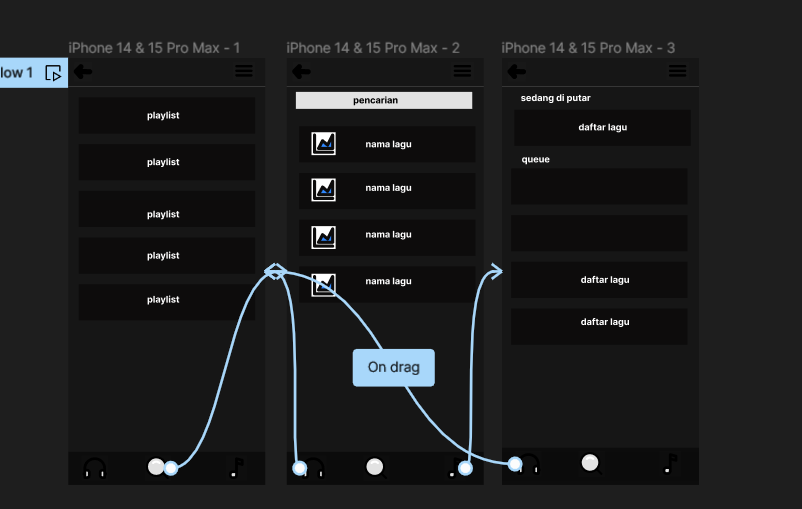 iPhone 14 & 15 Pro Max - 1
iPhone 14 & 15 Pro Max - 2
iPhone 14 & 15 Pro Max - 3
low 1
playlist
playlist
playlist
playlist
playlist
pencarian
nama lagu
nama lagu
nama lagu
nama lagu
On drag
sedang di putar
daftar lagu
queue
daftar lagu
daftar lagu